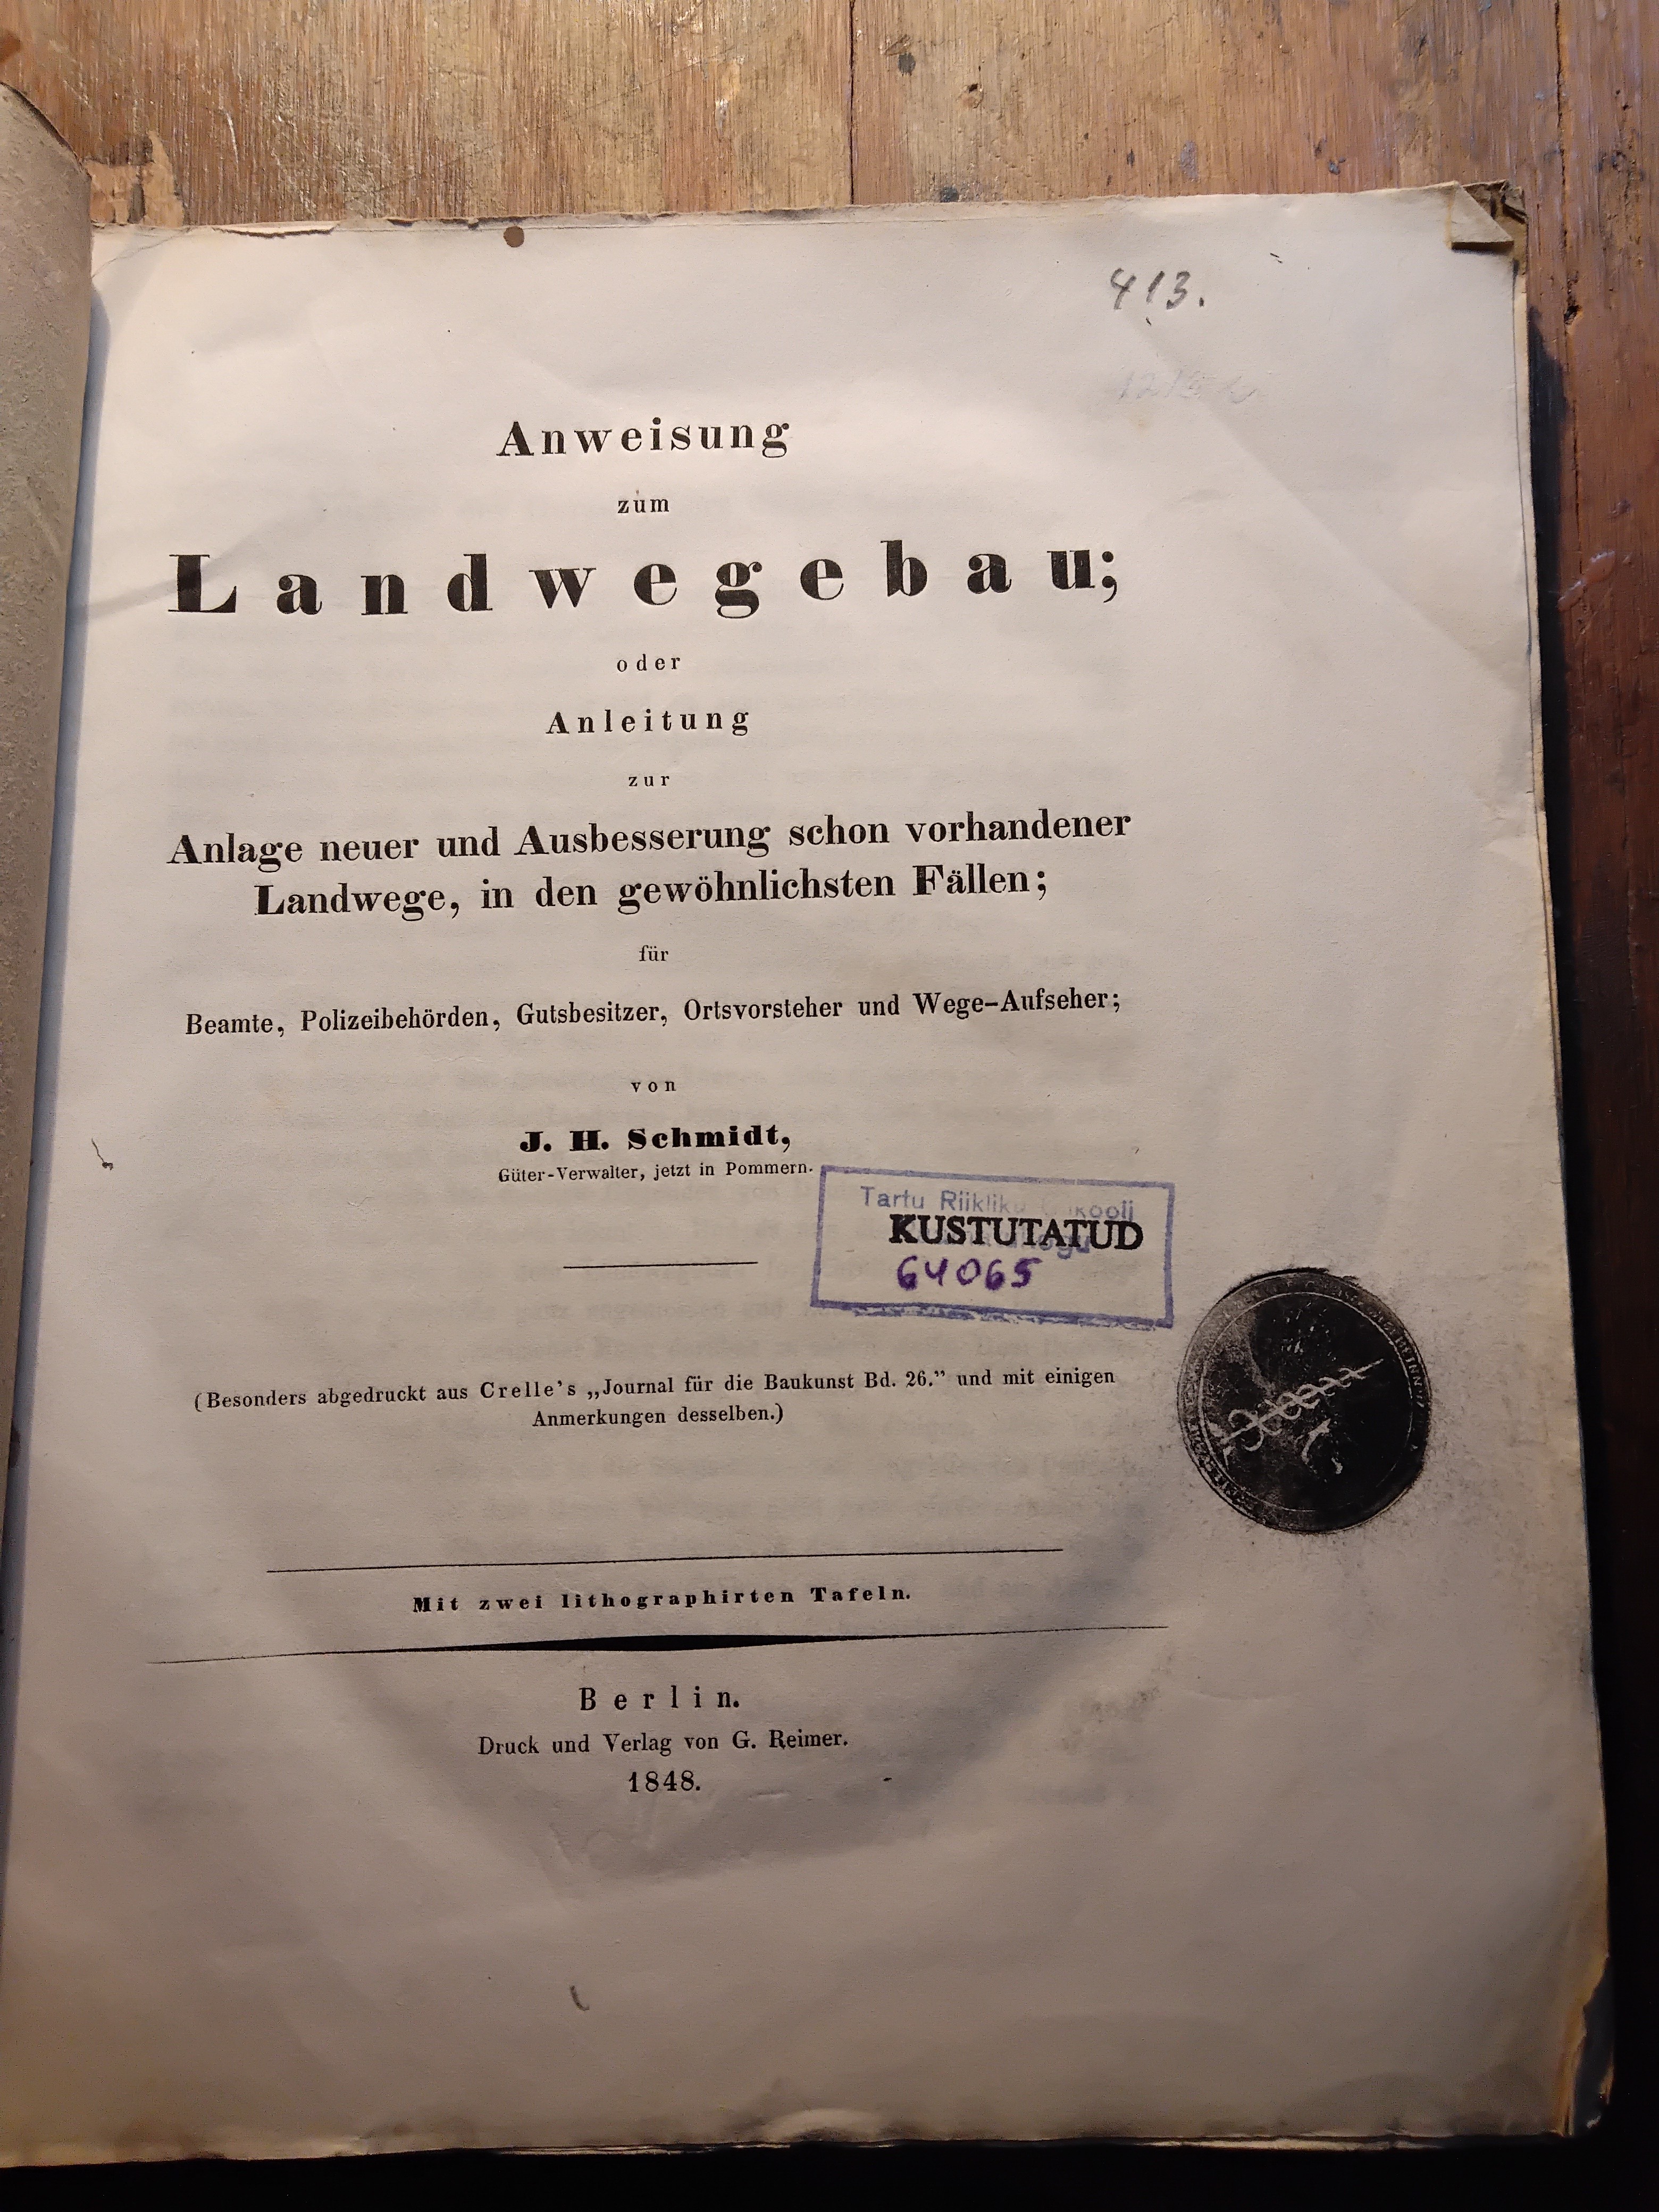 413.
Anweisung
zum
Landwegebau;
oder
Anleitung
zur
Anlage neuer und Ausbesserung schon vorhandener
Landwege, in den gewöhnlichsten Fällen;
für
Beamte, Polizeibehörden, Gutsbesitzer, Ortsvorsteher und Wege-Aufseher;
von
J. H. Schmidt,
Güter-Verwalter, jetzt in Pommern.
Tartu Riikliku
KUSTUTATUD
64065
(Besonders abgedruckt aus Crelle's „Journal für die Baukunst Bd. 26.” und mit einigen
Anmerkungen desselben.)
Mit zwei lithographirten Tafeln.
Berlin.
Druck und Verlag von G. Reimer.
1848.